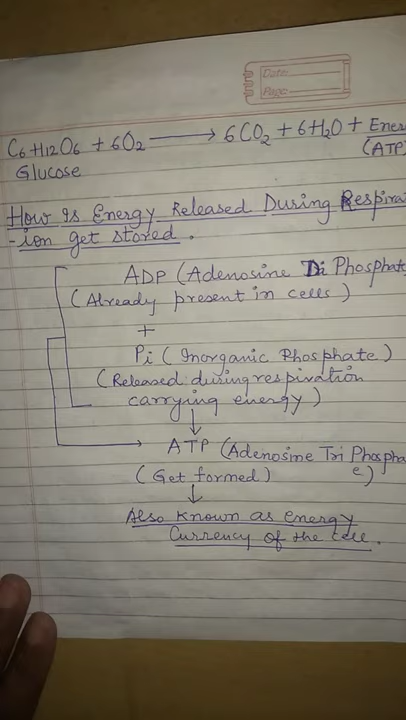 Date:
Page:
C6H12O6 + 6O2 → 6CO2 + 6H2O + Ener
Glucose (ATP)
How Is Energy Released During Respirat
-ion get stored.
ADP (Adenosine Di Phosphat
(Already present in cells)
+
Pi (Inorganic Phosphate)
(Released during respiration
carrying energy)
ATP (Adenosine Tri Phospha
(Get formed) e)
Also known as energy
Currency of the cell.